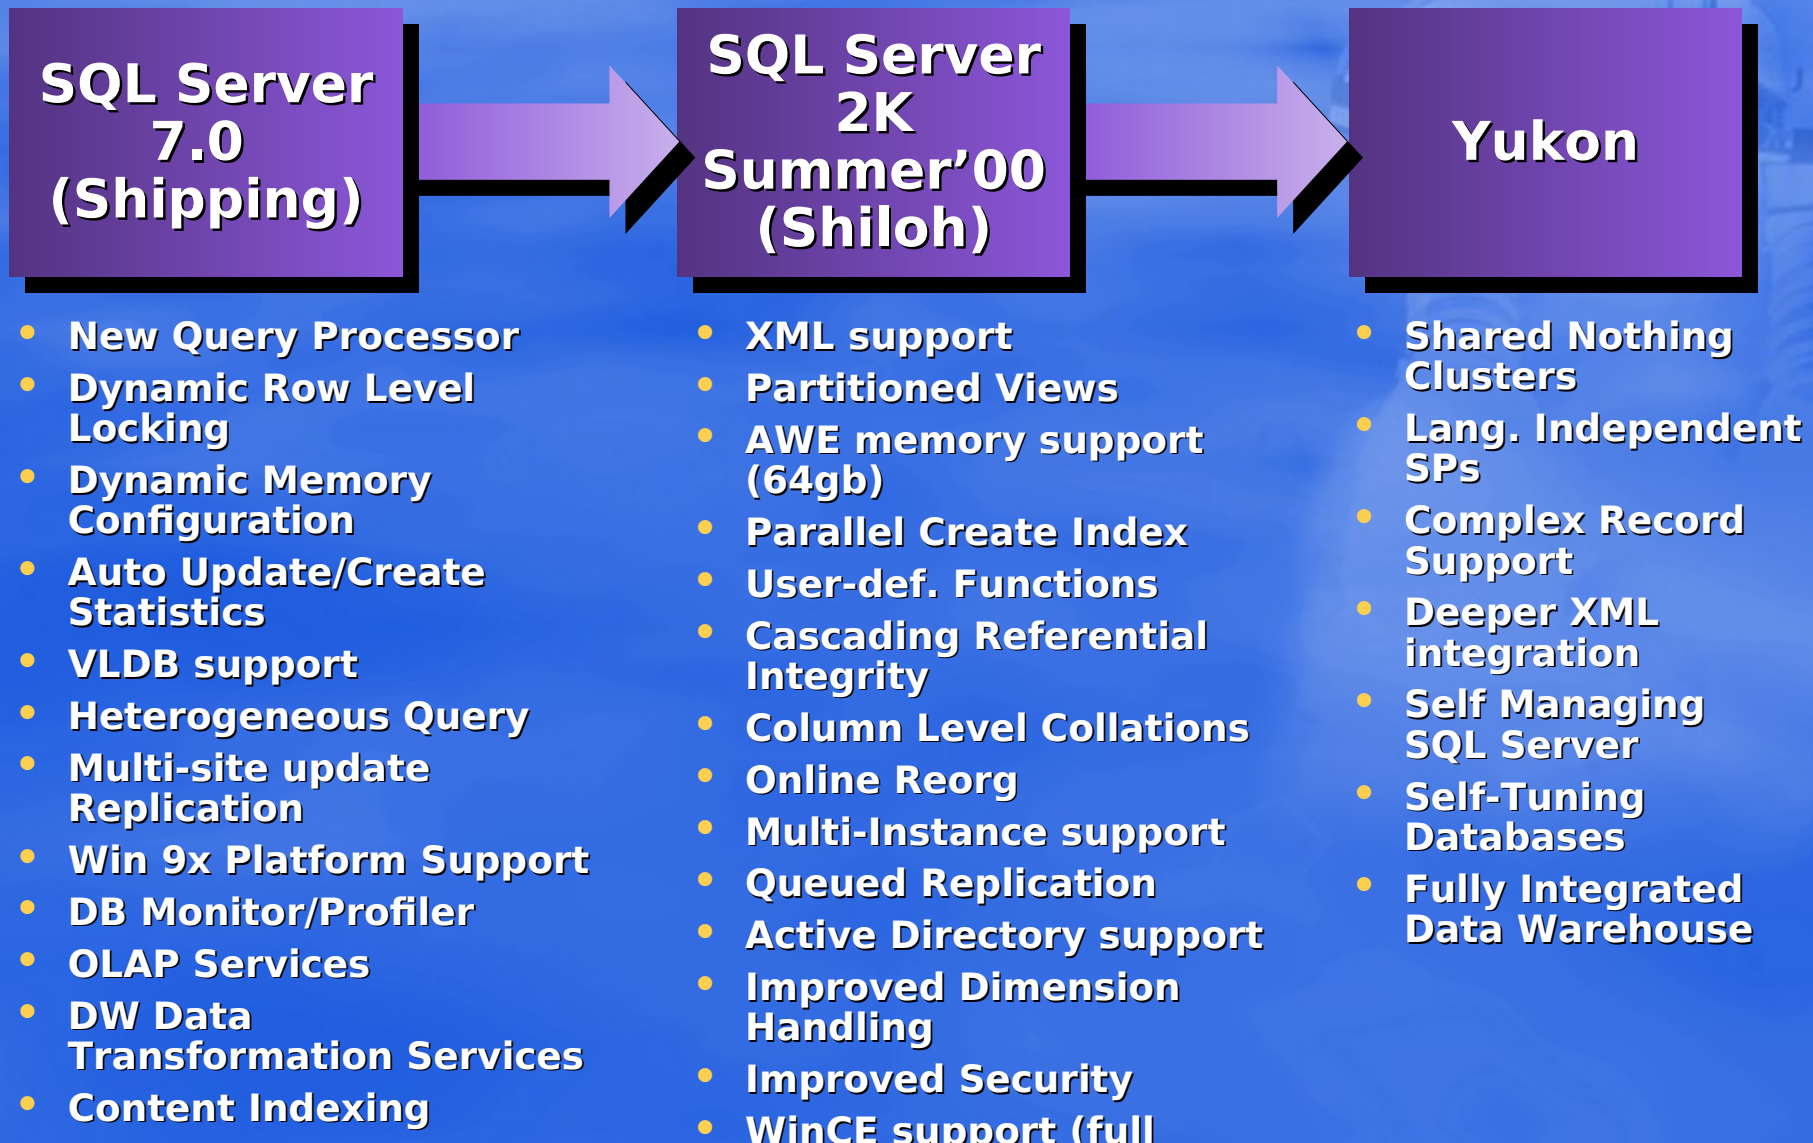 SQL Server
7.0
(Shipping)
SQL Server
2K
Summer’00
(Shiloh)
Yukon
• New Query Processor
• Dynamic Row Level
Locking
• Dynamic Memory
Configuration
• Auto Update/Create
Statistics
• VLDB support
• Heterogeneous Query
• Multi-site update
Replication
• Win 9x Platform Support
• DB Monitor/Profiler
• OLAP Services
• DW Data
Transformation Services
• Content Indexing
• XML support
• Partitioned Views
• AWE memory support
(64gb)
• Parallel Create Index
• User-def. Functions
• Cascading Referential
Integrity
• Column Level Collations
• Online Reorg
• Multi-Instance support
• Queued Replication
• Active Directory support
• Improved Dimension
Handling
• Improved Security
• WinCE support (full
• Shared Nothing
Clusters
• Lang. Independent
SPs
• Complex Record
Support
• Deeper XML
integration
• Self Managing
SQL Server
• Self-Tuning
Databases
• Fully Integrated
Data Warehouse